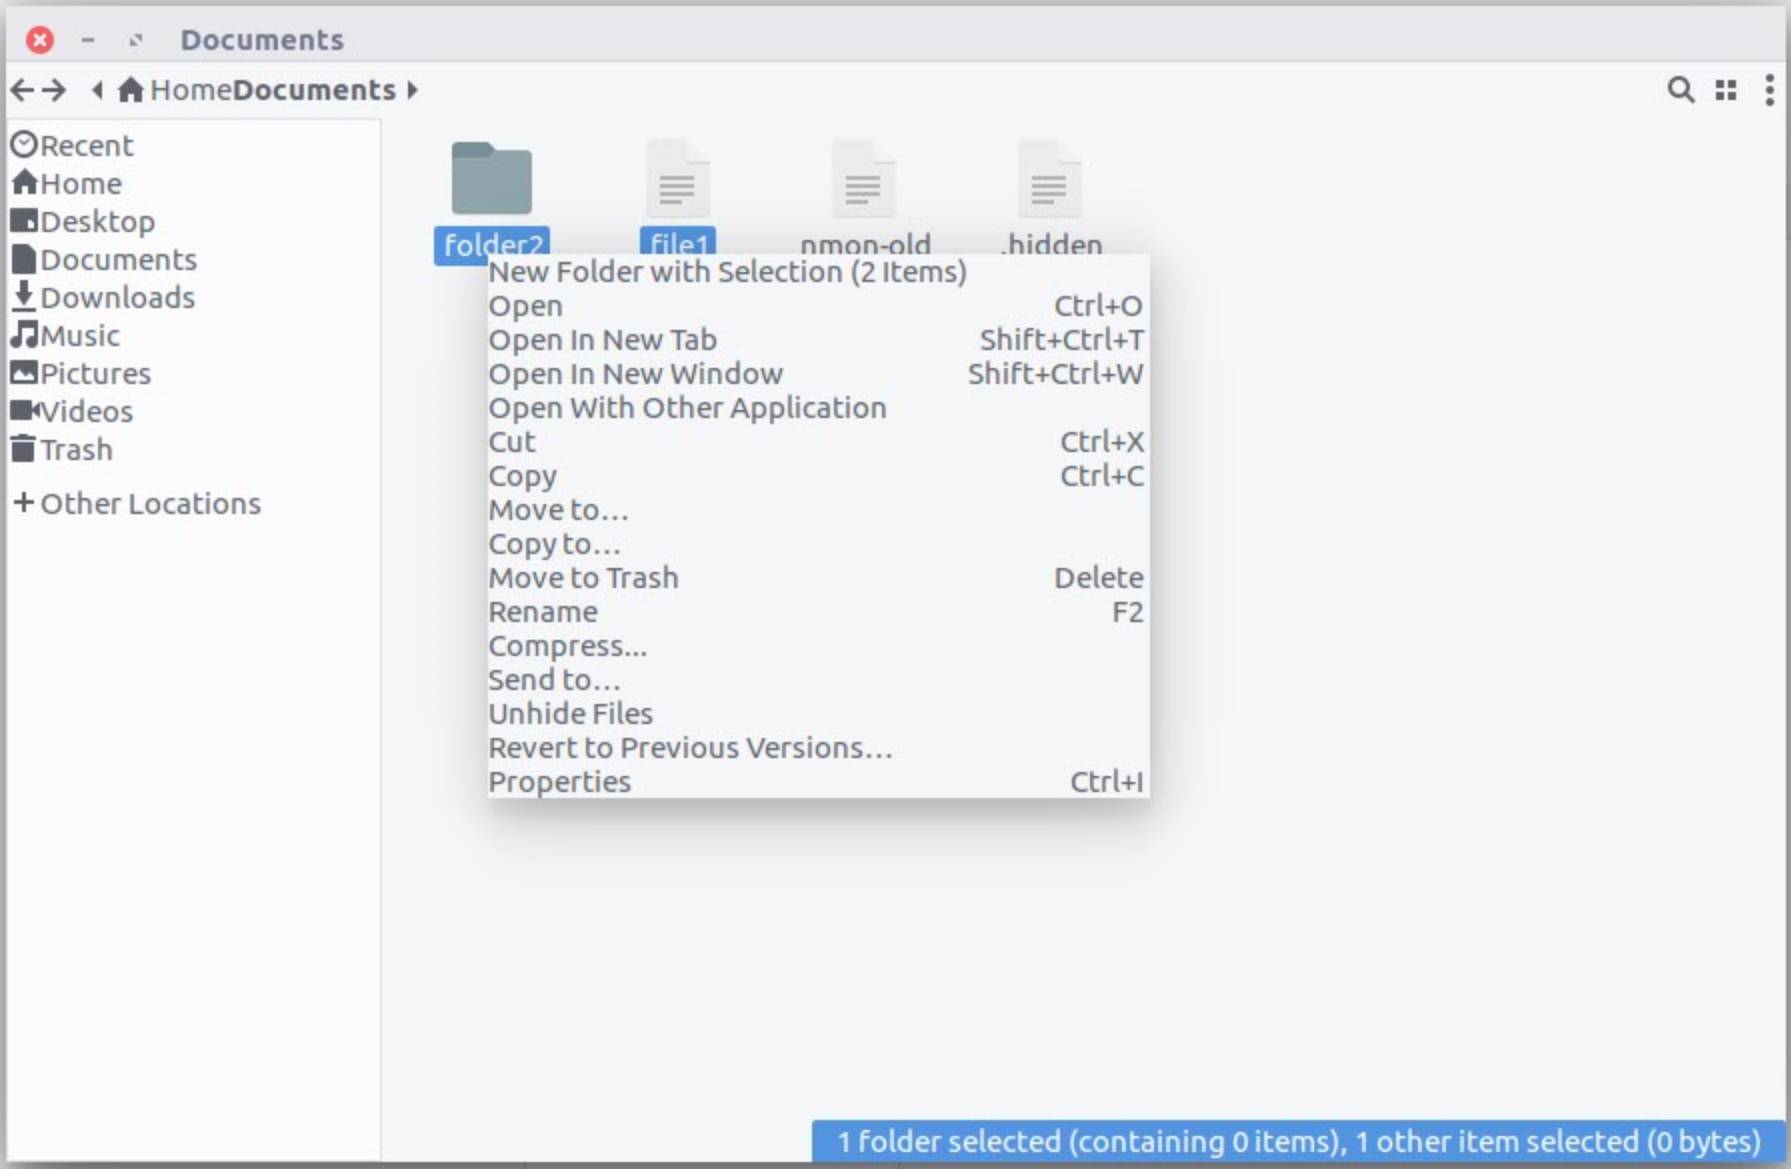 Documents
HomeDocuments
Recent
Home
Desktop
Documents
Downloads
Music
Pictures
Videos
Trash
+ Other Locations
folder2 file1 nmon-old .hidden
New Folder with Selection (2 Items)
Open Ctrl+O
Open In New Tab Shift+Ctrl+T
Open In New Window Shift+Ctrl+W
Open With Other Application
Cut Ctrl+X
Copy Ctrl+C
Move to…
Copy to…
Move to Trash Delete
Rename F2
Compress...
Send to…
Unhide Files
Revert to Previous Versions…
Properties Ctrl+I
1 folder selected (containing 0 items), 1 other item selected (0 bytes)